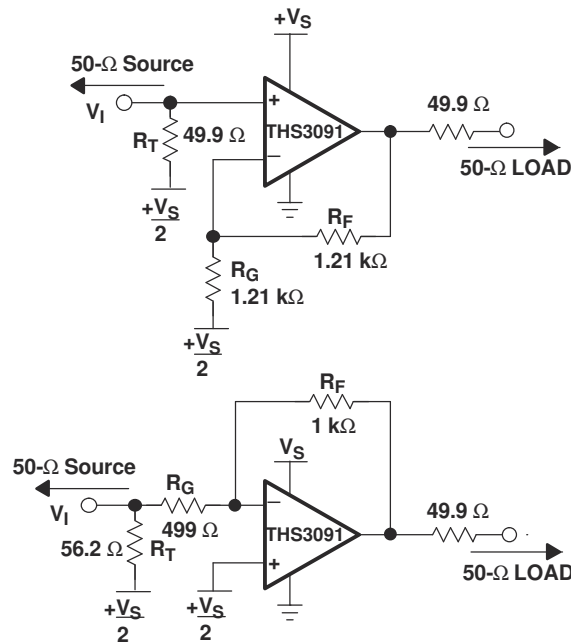 +VS
50-Ω Source
VI
+
49.9 Ω
THS3091
RT
49.9 Ω
−
50-Ω LOAD
+VS
2
RF
1.21 kΩ
RG
1.21 kΩ
+VS
2
RF
1 kΩ
VS
50-Ω Source
RG
49.9 Ω
VI
499 Ω
−
THS3091
56.2 Ω
RT
+
50-Ω LOAD
+VS
2
+VS
2